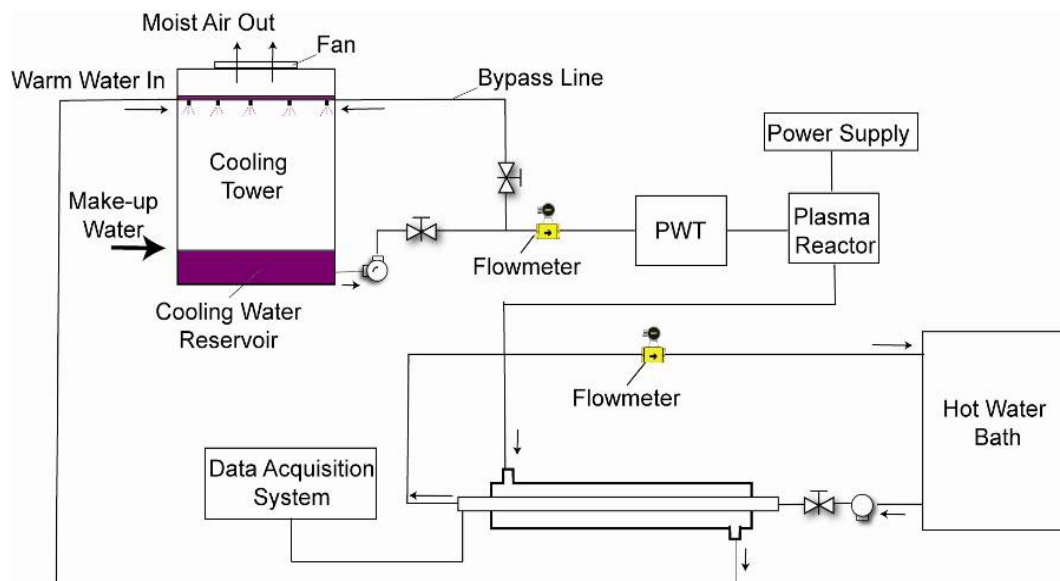 Moist Air Out
Fan
Warm Water In
Bypass Line
Power Supply
Cooling
Tower
Make-up
Water
PWT
Plasma
Reactor
Flowmeter
Cooling Water
Reservoir
Flowmeter
Hot Water
Bath
Data Acquisition
System